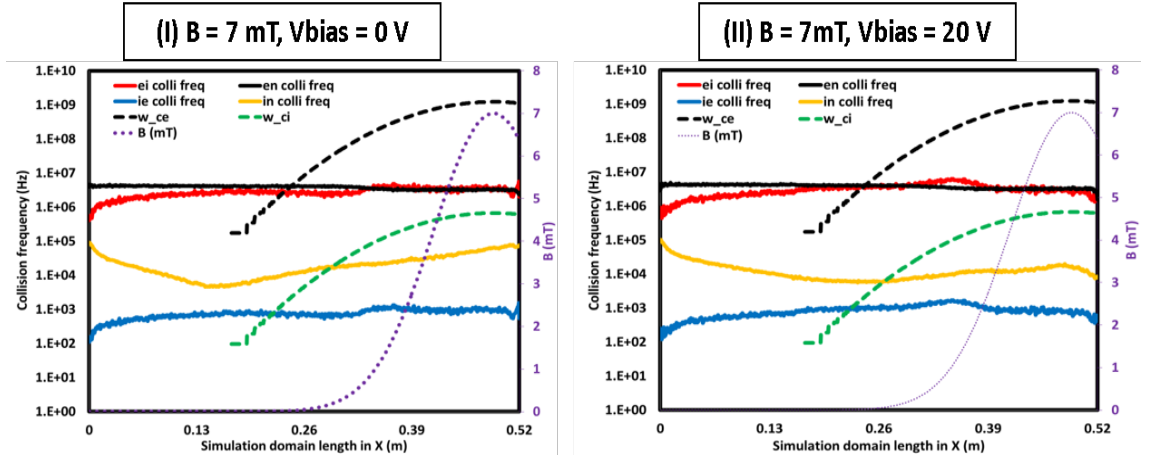 (I) B = 7 mT, Vbias = 0 V
1.E+10
1.E+09
1.E+08
1.E+07
1.E+06
1.E+05
1.E+04
1.E+03
1.E+02
1.E+01
1.E+00
Collision frequency (Hz)
ei colli freq
en colli freq
ie colli freq
in colli freq
w_ce
w_ci
B (mT)
8
7
6
5
4
3
2
1
0
B (mT)
0
0.13
0.26
0.39
0.52
Simulation domain length in X (m)
(II) B = 7mT, Vbias = 20 V
1.E+10
1.E+09
1.E+08
1.E+07
1.E+06
1.E+05
1.E+04
1.E+03
1.E+02
1.E+01
1.E+00
Collision frequency (Hz)
ei colli freq
en colli freq
ie colli freq
in colli freq
w_ce
w_ci
B (mT)
8
7
6
5
4
3
2
1
0
B (mT)
0
0.13
0.26
0.39
0.52
Simulation domain length in X (m)